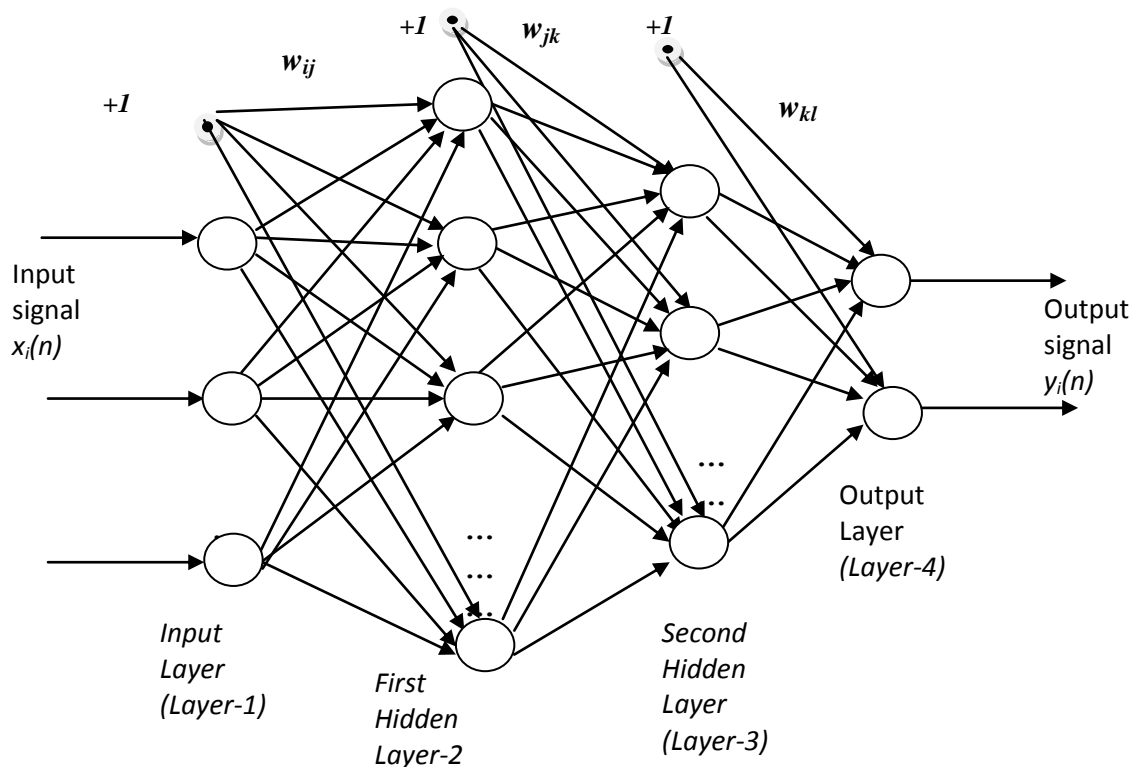 +1
w_ij
+1
w_jk
+1
w_kl
Input
signal
x_i(n)
Output
signal
y_i(n)
...
...
...
...
...
Input
Layer
(Layer-1)
First
Hidden
Layer-2
Second
Hidden
Layer
(Layer-3)
Output
Layer
(Layer-4)